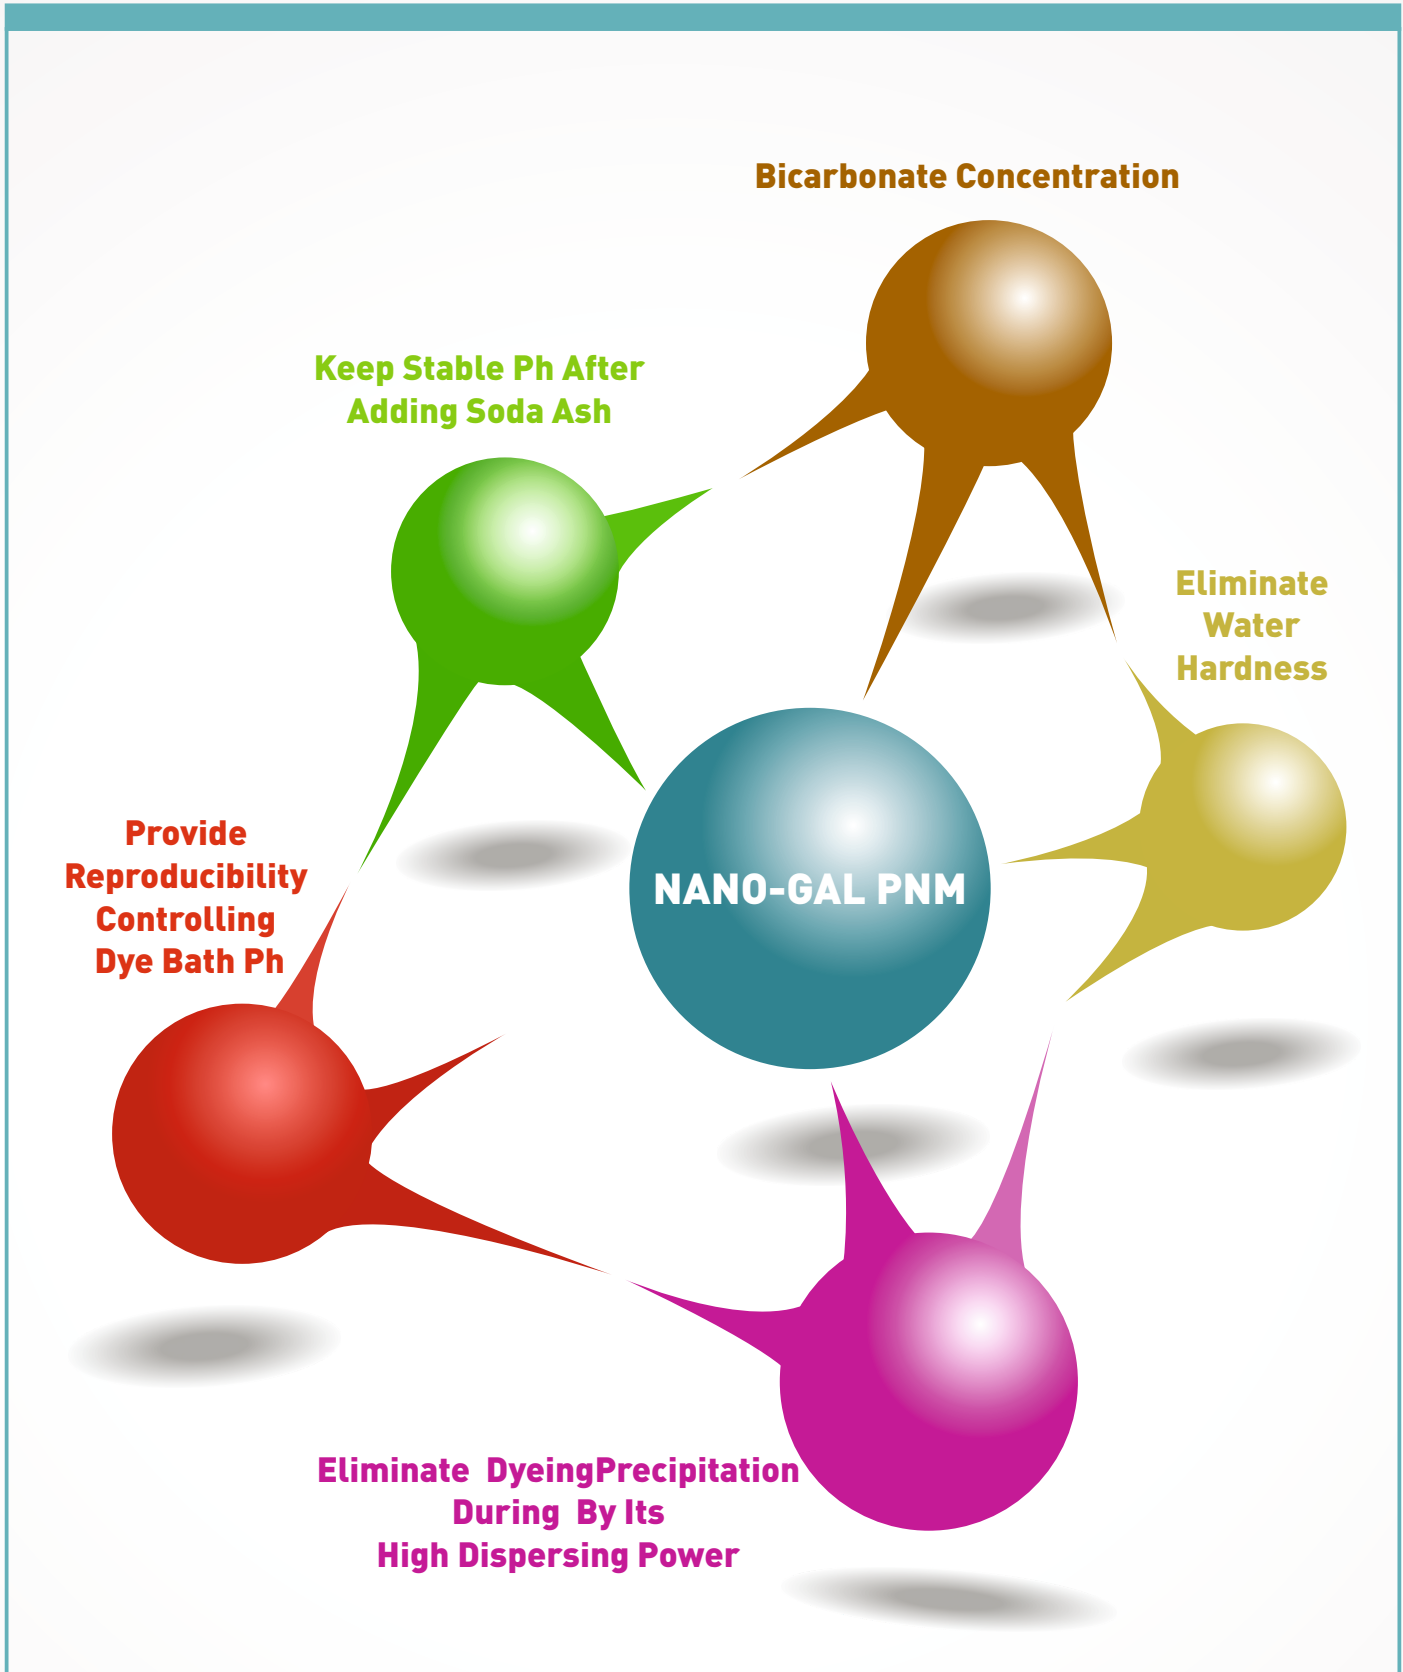 Bicarbonate Concentration
Keep Stable Ph After
Adding Soda Ash
Eliminate
Water
Hardness
Provide
Reproducibility
Controlling
Dye Bath Ph
NANO-GAL PNM
Eliminate  DyeingPrecipitation
During  By Its
High Dispersing Power